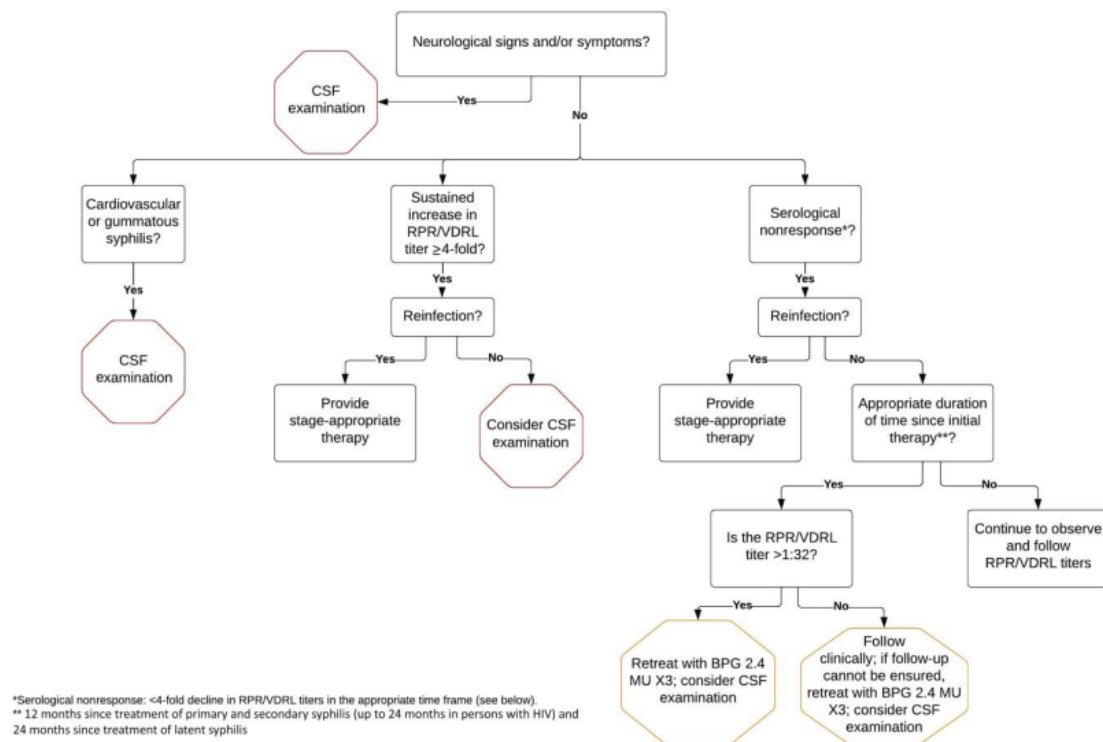 Neurological signs and/or symptoms?
CSF
examination
Yes
No
Cardiovascular
or gummatous
syphilis?
Sustained
increase in
RPR/VDRL
titer ≥4-fold?
Serological
nonresponse*?
Yes
Yes
Yes
CSF
examination
Reinfection?
Reinfection?
Yes
No
Yes
No
Provide
stage-appropriate
therapy
Consider CSF
examination
Provide
stage-appropriate
therapy
Appropriate duration
of time since initial
therapy**?
Yes
No
Is the RPR/VDRL
titer >1:32?
Continue to observe
and follow
RPR/VDRL titers
Yes
No
Retreat with BPG 2.4
MU X3; consider CSF
examination
Follow
clinically; if follow-up
cannot be ensured,
retreat with BPG 2.4 MU
X3; consider CSF
examination
*Serological nonresponse: <4-fold decline in RPR/VDRL titers in the appropriate time frame (see below).
** 12 months since treatment of primary and secondary syphilis (up to 24 months in persons with HIV) and
24 months since treatment of latent syphilis